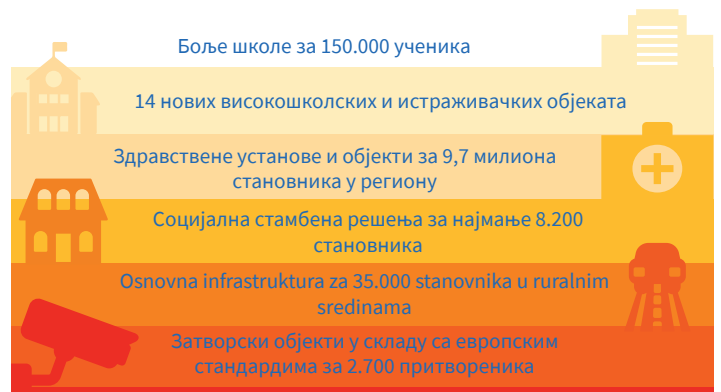 Боље школе за 150.000 ученика
14 нових високошколских и истраживачких објеката
Здравствене установе и објекти за 9,7 милиона
становника у региону
Социјална стамбена решења за најмање 8.200
становника
Osnovna infrastruktura za 35.000 stanovnika u ruralnim
sredinama
Затворски објекти у складу са европским
стандардима за 2.700 притвореника